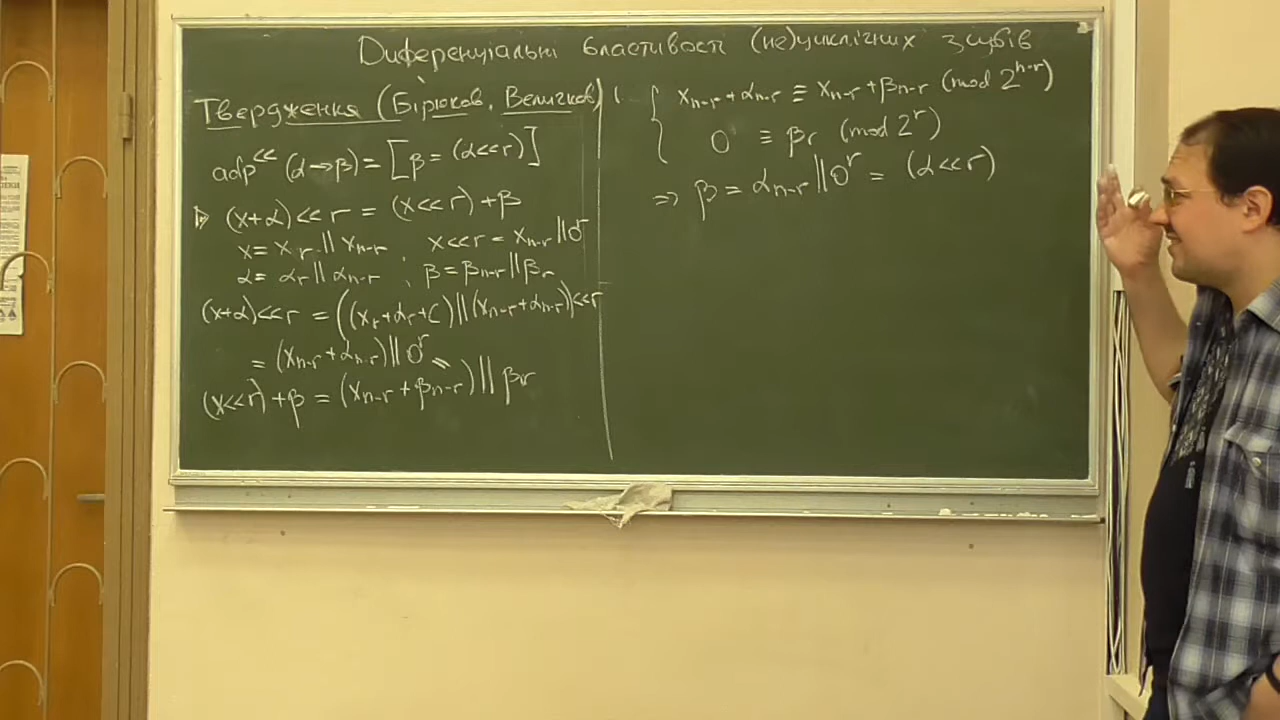 Диференціальні властивості (не)циклічних зсувів
Твердження (Бірюков, Величков)
adp^≪ (α→β) = [β = (α≪r)]
▷ (x+α)≪r = (x≪r)+β
x = x_r || x_{n-r} , x≪r = x_{n-r} || 0^r
α = α_r || α_{n-r} , β = β_{n-r} || β_r
(x+α)≪r = ((x_r+α_r+c) || (x_{n-r}+α_{n-r}))≪r
= (x_{n-r}+α_{n-r}) || 0^r
(x≪r)+β = (x_{n-r}+β_{n-r}) || β_r
{ x_{n-r}+α_{n-r} ≡ x_{n-r}+β_{n-r} (mod 2^{n-r})
0 ≡ β_r (mod 2^r)
⇒ β = α_{n-r} || 0^r = (α≪r)